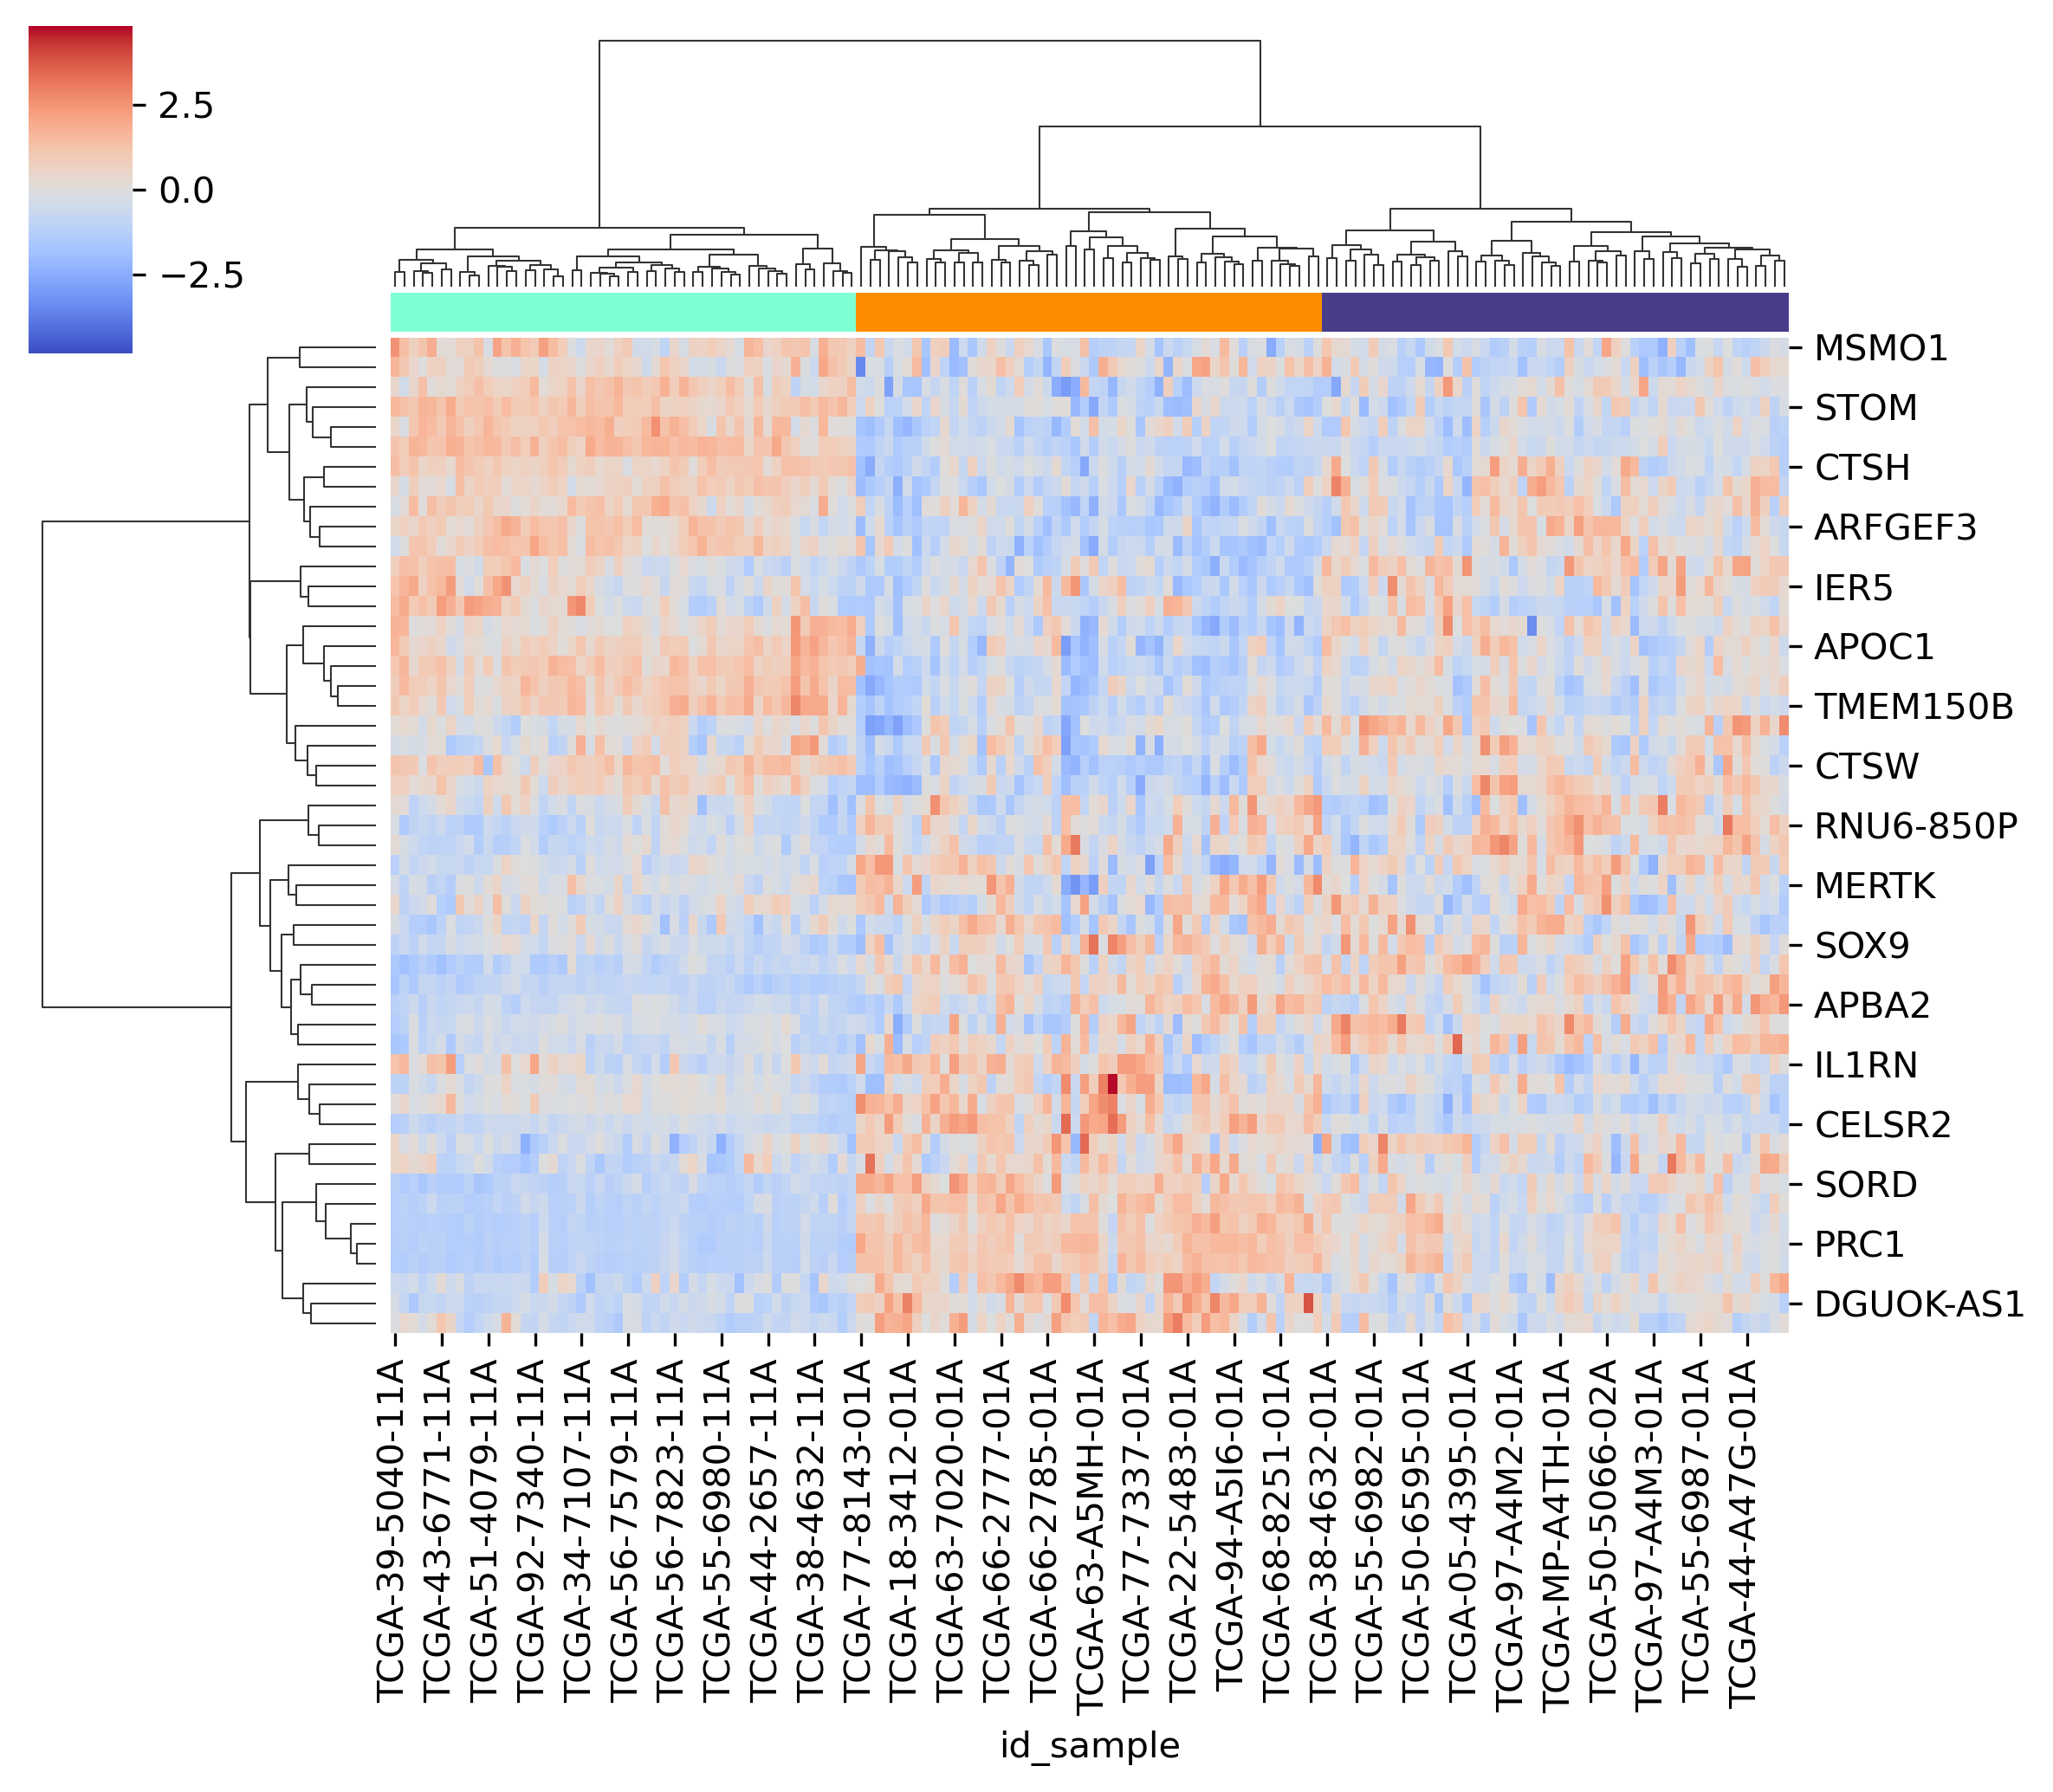 2.5
0.0
−2.5
MSMO1
STOM
CTSH
ARFGEF3
IER5
APOC1
TMEM150B
CTSW
RNU6-850P
MERTK
SOX9
APBA2
IL1RN
CELSR2
SORD
PRC1
DGUOK-AS1
TCGA-39-5040-11A
TCGA-43-6771-11A
TCGA-51-4079-11A
TCGA-92-7340-11A
TCGA-34-7107-11A
TCGA-56-7579-11A
TCGA-56-7823-11A
TCGA-55-6980-11A
TCGA-44-2657-11A
TCGA-38-4632-11A
TCGA-77-8143-01A
TCGA-18-3412-01A
TCGA-63-7020-01A
TCGA-66-2777-01A
TCGA-66-2785-01A
TCGA-63-A5MH-01A
TCGA-77-7337-01A
TCGA-22-5483-01A
TCGA-94-A5I6-01A
TCGA-68-8251-01A
TCGA-38-4632-01A
TCGA-55-6982-01A
TCGA-50-6595-01A
TCGA-05-4395-01A
TCGA-97-A4M2-01A
TCGA-MP-A4TH-01A
TCGA-50-5066-02A
TCGA-97-A4M3-01A
TCGA-55-6987-01A
TCGA-44-A47G-01A
id_sample